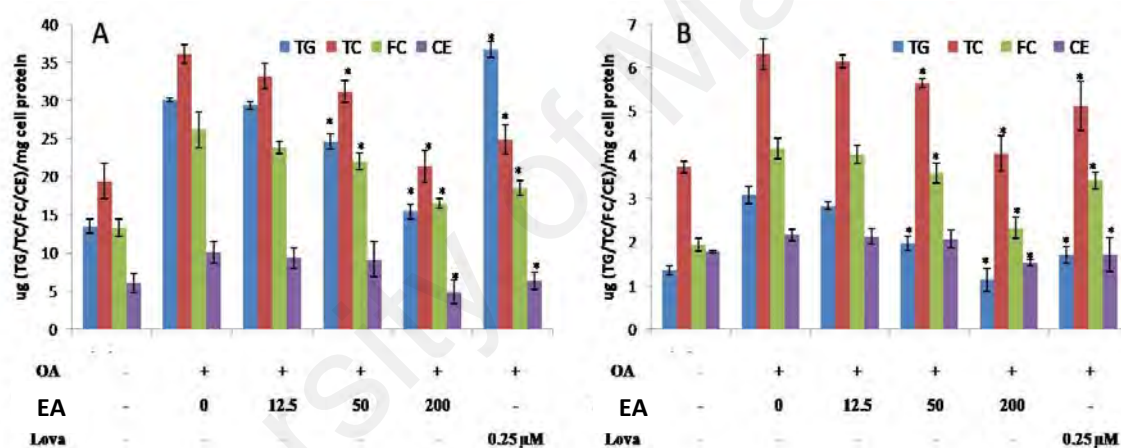 A
TG TC FC CE
ug (TG/TC/FC/CE)/mg cell protein
40
35
30
25
20
15
10
5
0
* * * * * * * * * *
OA - + + + + +
EA - 0 12.5 50 200 -
Lova - - - - - 0.25 µM
B
TG TC FC CE
ug (TG/TC/FC/CE)/mg cell protein
7
6
5
4
3
2
1
0
* * * * * * * * * * *
OA - + + + + +
EA - 0 12.5 50 200 -
Lova - - - - - 0.25 µM
ersity of Ma